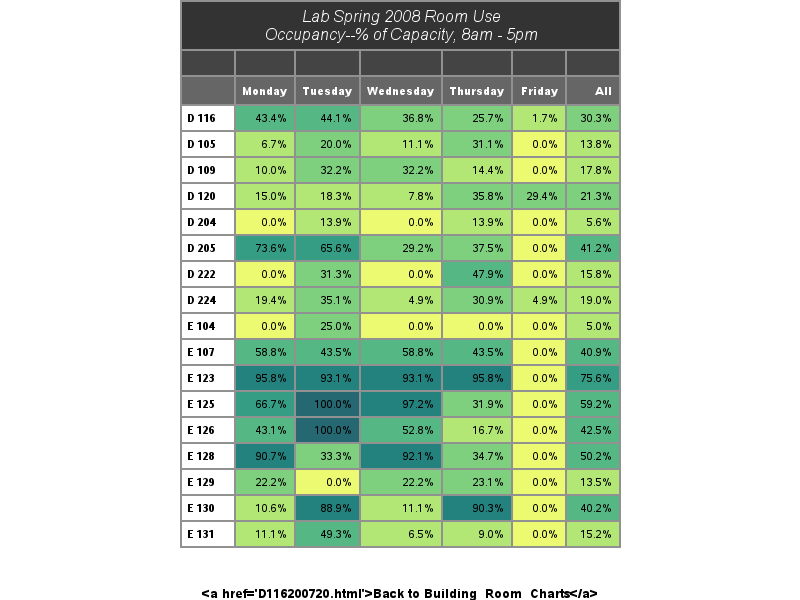 Lab Spring 2008 Room Use
Occupancy--% of Capacity, 8am - 5pm
Monday Tuesday Wednesday Thursday Friday All
D 116 43.4% 44.1% 36.8% 25.7% 1.7% 30.3%
D 105 6.7% 20.0% 11.1% 31.1% 0.0% 13.8%
D 109 10.0% 32.2% 32.2% 14.4% 0.0% 17.8%
D 120 15.0% 18.3% 7.8% 35.8% 29.4% 21.3%
D 204 0.0% 13.9% 0.0% 13.9% 0.0% 5.6%
D 205 73.6% 65.6% 29.2% 37.5% 0.0% 41.2%
D 222 0.0% 31.3% 0.0% 47.9% 0.0% 15.8%
D 224 19.4% 35.1% 4.9% 30.9% 4.9% 19.0%
E 104 0.0% 25.0% 0.0% 0.0% 0.0% 5.0%
E 107 58.8% 43.5% 58.8% 43.5% 0.0% 40.9%
E 123 95.8% 93.1% 93.1% 95.8% 0.0% 75.6%
E 125 66.7% 100.0% 97.2% 31.9% 0.0% 59.2%
E 126 43.1% 100.0% 52.8% 16.7% 0.0% 42.5%
E 128 90.7% 33.3% 92.1% 34.7% 0.0% 50.2%
E 129 22.2% 0.0% 22.2% 23.1% 0.0% 13.5%
E 130 10.6% 88.9% 11.1% 90.3% 0.0% 40.2%
E 131 11.1% 49.3% 6.5% 9.0% 0.0% 15.2%
<a href='D116200720.html'>Back to Building_Room_Charts</a>